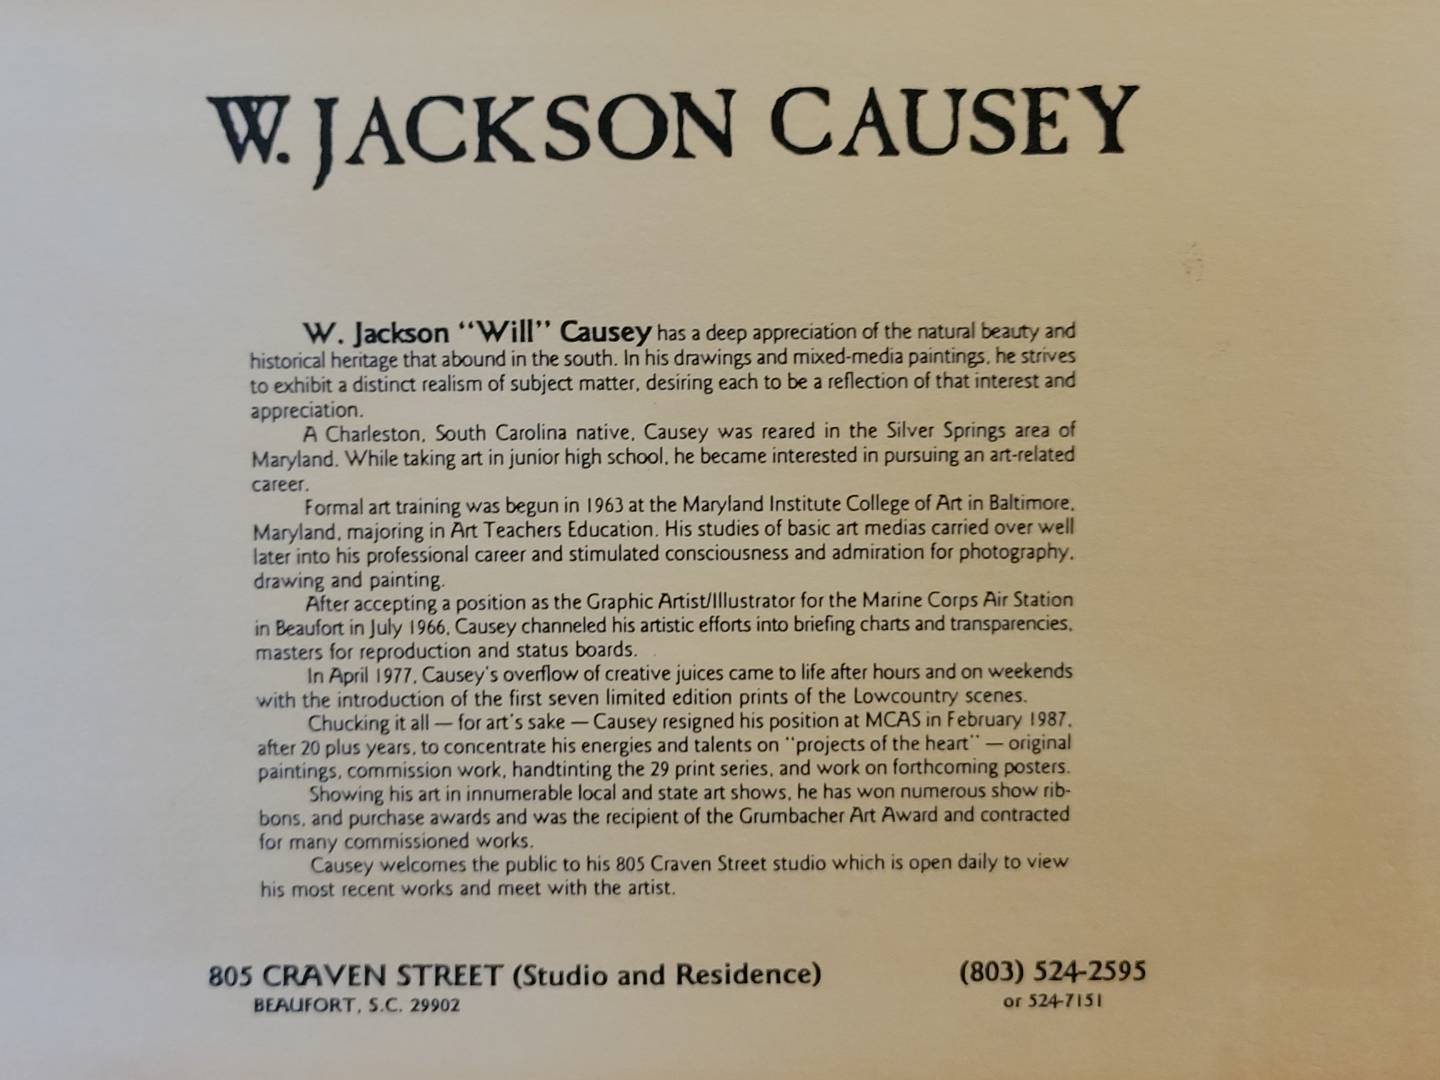 W. JACKSON CAUSEY
W. Jackson “Will” Causey has a deep appreciation of the natural beauty and
historical heritage that abound in the south. In his drawings and mixed-media paintings, he strives
to exhibit a distinct realism of subject matter, desiring each to be a reflection of that interest and
appreciation.
A Charleston, South Carolina native, Causey was reared in the Silver Springs area of
Maryland. While taking art in junior high school, he became interested in pursuing an art-related
career.
Formal art training was begun in 1963 at the Maryland Institute College of Art in Baltimore,
Maryland, majoring in Art Teachers Education. His studies of basic art medias carried over well
later into his professional career and stimulated consciousness and admiration for photography,
drawing and painting.
After accepting a position as the Graphic Artist/Illustrator for the Marine Corps Air Station
in Beaufort in July 1966, Causey channeled his artistic efforts into briefing charts and transparencies,
masters for reproduction and status boards.
In April 1977, Causey's overflow of creative juices came to life after hours and on weekends
with the introduction of the first seven limited edition prints of the Lowcountry scenes.
Chucking it all — for art's sake — Causey resigned his position at MCAS in February 1987,
after 20 plus years, to concentrate his energies and talents on “projects of the heart” — original
paintings, commission work, handtinting the 29 print series, and work on forthcoming posters.
Showing his art in innumerable local and state art shows, he has won numerous show rib-
bons, and purchase awards and was the recipient of the Grumbacher Art Award and contracted
for many commissioned works.
Causey welcomes the public to his 805 Craven Street studio which is open daily to view
his most recent works and meet with the artist.
805 CRAVEN STREET (Studio and Residence) (803) 524-2595
BEAUFORT, S.C. 29902 or 524-7151